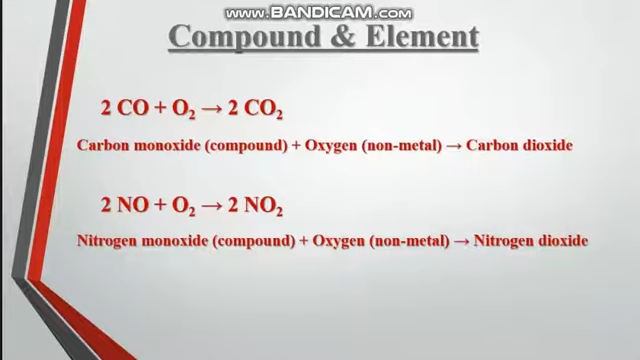 www.BANDICAM.com
Compound & Element
2 CO + O₂ → 2 CO₂
Carbon monoxide (compound) + Oxygen (non-metal) → Carbon dioxide
2 NO + O₂ → 2 NO₂
Nitrogen monoxide (compound) + Oxygen (non-metal) → Nitrogen dioxide